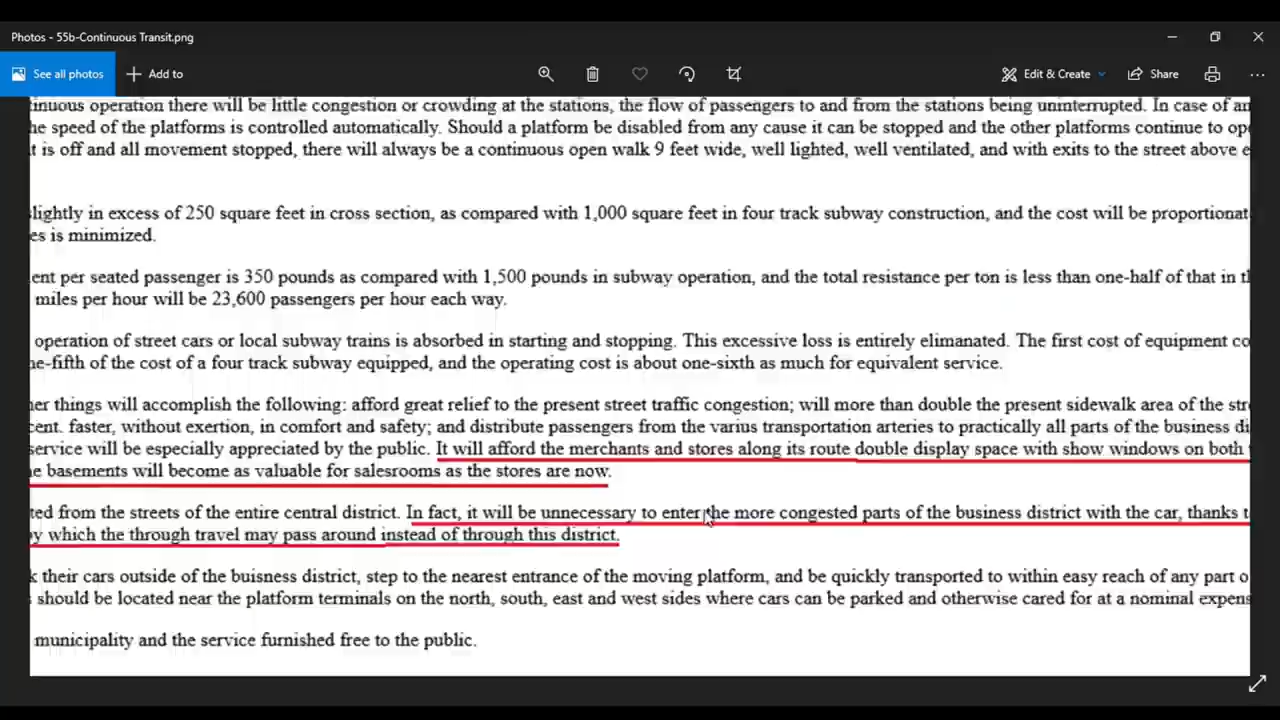 Photos - 55b-Continuous Transit.png
See all photos
Add to
Edit & Create
Share
tinuous operation there will be little congestion or crowding at the stations, the flow of passengers to and from the stations being uninterrupted. In case of an
he speed of the platforms is controlled automatically. Should a platform be disabled from any cause it can be stopped and the other platforms continue to ope
t is off and all movement stopped, there will always be a continuous open walk 9 feet wide, well lighted, well ventilated, and with exits to the street above e
slightly in excess of 250 square feet in cross section, as compared with 1,000 square feet in four track subway construction, and the cost will be proportionat
es is minimized.
ent per seated passenger is 350 pounds as compared with 1,500 pounds in subway operation, and the total resistance per ton is less than one-half of that in th
miles per hour will be 23,600 passengers per hour each way.
operation of street cars or local subway trains is absorbed in starting and stopping. This excessive loss is entirely elimanated. The first cost of equipment co
ne-fifth of the cost of a four track subway equipped, and the operating cost is about one-sixth as much for equivalent service.
her things will accomplish the following: afford great relief to the present street traffic congestion; will more than double the present sidewalk area of the stre
cent. faster, without exertion, in comfort and safety; and distribute passengers from the varius transportation arteries to practically all parts of the business di
service will be especially appreciated by the public. It will afford the merchants and stores along its route double display space with show windows on both
e basements will become as valuable for salesrooms as the stores are now.
ted from the streets of the entire central district. In fact, it will be unnecessary to enter the more congested parts of the business district with the car, thanks t
by which the through travel may pass around instead of through this district.
k their cars outside of the buisness district, step to the nearest entrance of the moving platform, and be quickly transported to within easy reach of any part o
should be located near the platform terminals on the north, south, east and west sides where cars can be parked and otherwise cared for at a nominal expens
municipality and the service furnished free to the public.